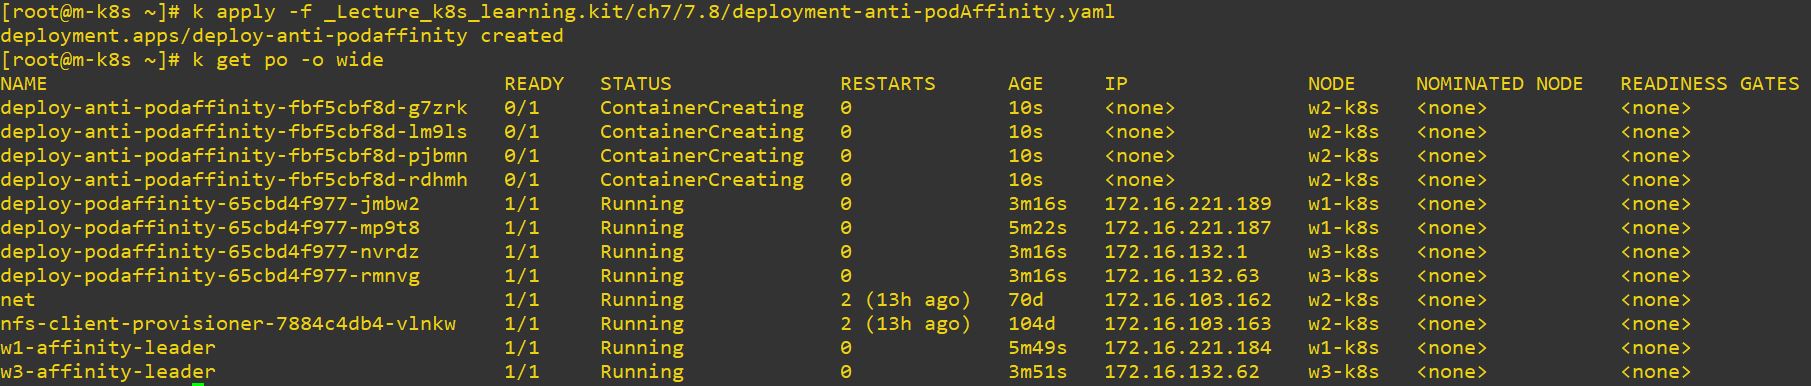 [root@m-k8s ~]# k apply -f _Lecture_k8s_learning.kit/ch7/7.8/deployment-anti-podAffinity.yaml
deployment.apps/deploy-anti-podaffinity created
[root@m-k8s ~]# k get po -o wide
NAME READY STATUS RESTARTS AGE IP NODE NOMINATED NODE READINESS GATES
deploy-anti-podaffinity-fbf5cbf8d-g7zrk 0/1 ContainerCreating 0 10s <none> w2-k8s <none> <none>
deploy-anti-podaffinity-fbf5cbf8d-lm9ls 0/1 ContainerCreating 0 10s <none> w2-k8s <none> <none>
deploy-anti-podaffinity-fbf5cbf8d-pjbmn 0/1 ContainerCreating 0 10s <none> w2-k8s <none> <none>
deploy-anti-podaffinity-fbf5cbf8d-rdhmh 0/1 ContainerCreating 0 10s <none> w2-k8s <none> <none>
deploy-podaffinity-65cbd4f977-jmbw2 1/1 Running 0 3m16s 172.16.221.189 w1-k8s <none> <none>
deploy-podaffinity-65cbd4f977-mp9t8 1/1 Running 0 5m22s 172.16.221.187 w1-k8s <none> <none>
deploy-podaffinity-65cbd4f977-nvrdz 1/1 Running 0 3m16s 172.16.132.1 w3-k8s <none> <none>
deploy-podaffinity-65cbd4f977-rmnvg 1/1 Running 0 3m16s 172.16.132.63 w3-k8s <none> <none>
net 1/1 Running 2 (13h ago) 70d 172.16.103.162 w2-k8s <none> <none>
nfs-client-provisioner-7884c4db4-vlnkw 1/1 Running 2 (13h ago) 104d 172.16.103.163 w2-k8s <none> <none>
w1-affinity-leader 1/1 Running 0 5m49s 172.16.221.184 w1-k8s <none> <none>
w3-affinity-leader 1/1 Running 0 3m51s 172.16.132.62 w3-k8s <none> <none>